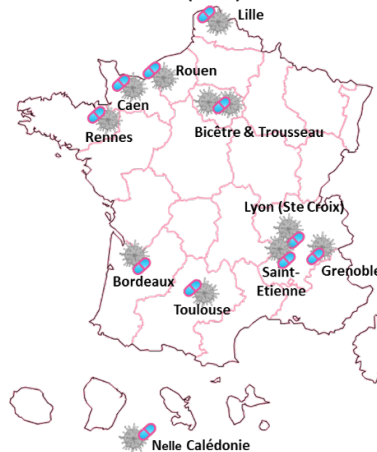 Lille
Rouen
Caen
Rennes
Bicêtre & Trousseau
Lyon (Ste Croix)
Saint-
Etienne
Grenoble
Bordeaux
Toulouse
Nelle Calédonie